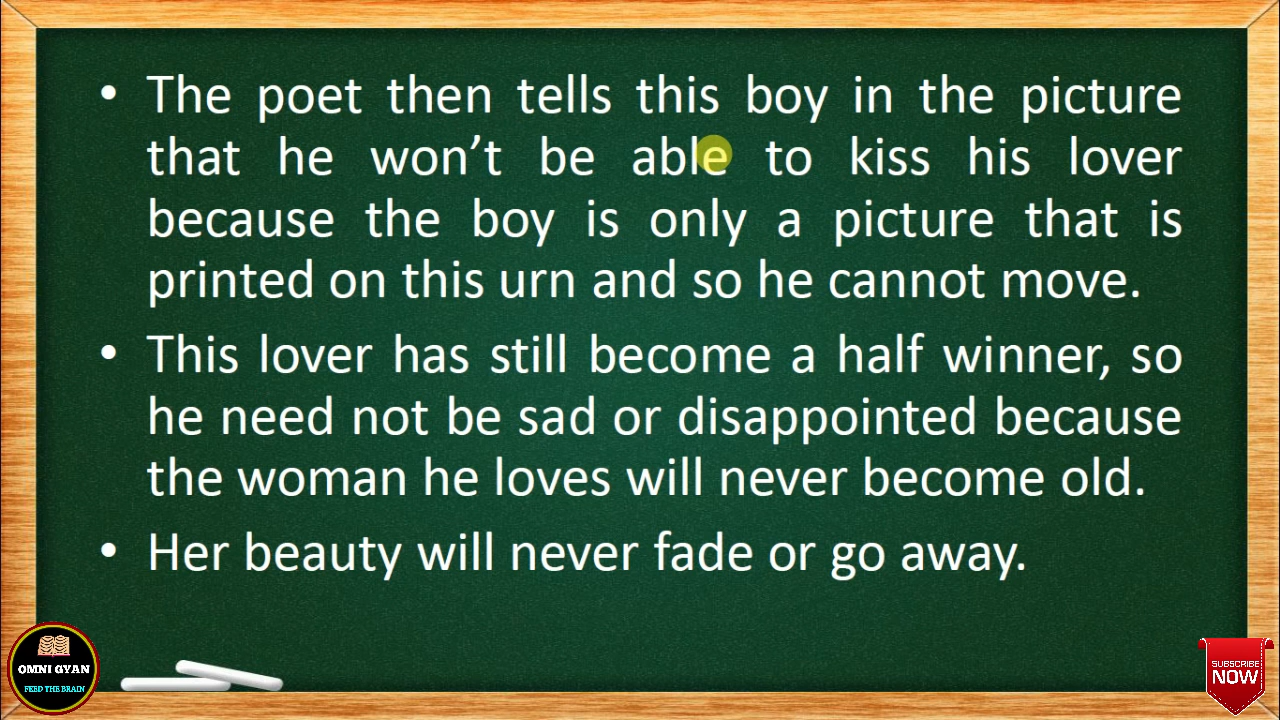 • The poet then tells this boy in the picture
that he won’t be able to kiss his lover
because the boy is only a picture that is
printed on this urn and so he cannot move.
• This lover has still become a half winner, so
he need not be sad or disappointed because
the woman he loves will never become old.
• Her beauty will never fade or go away.
OMNI GYAN
FEED THE BRAIN
SUBSCRIBE
NOW